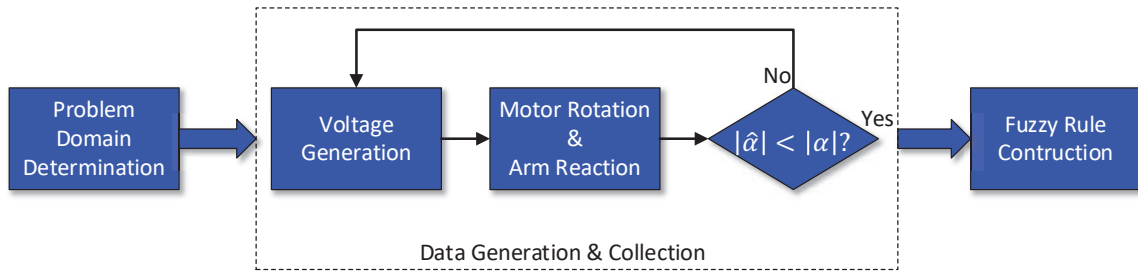 Problem
Domain
Determination
Voltage
Generation
Motor Rotation
&
Arm Reaction
No
|α̂| < |α|?
Yes
Fuzzy Rule
Contruction
Data Generation & Collection